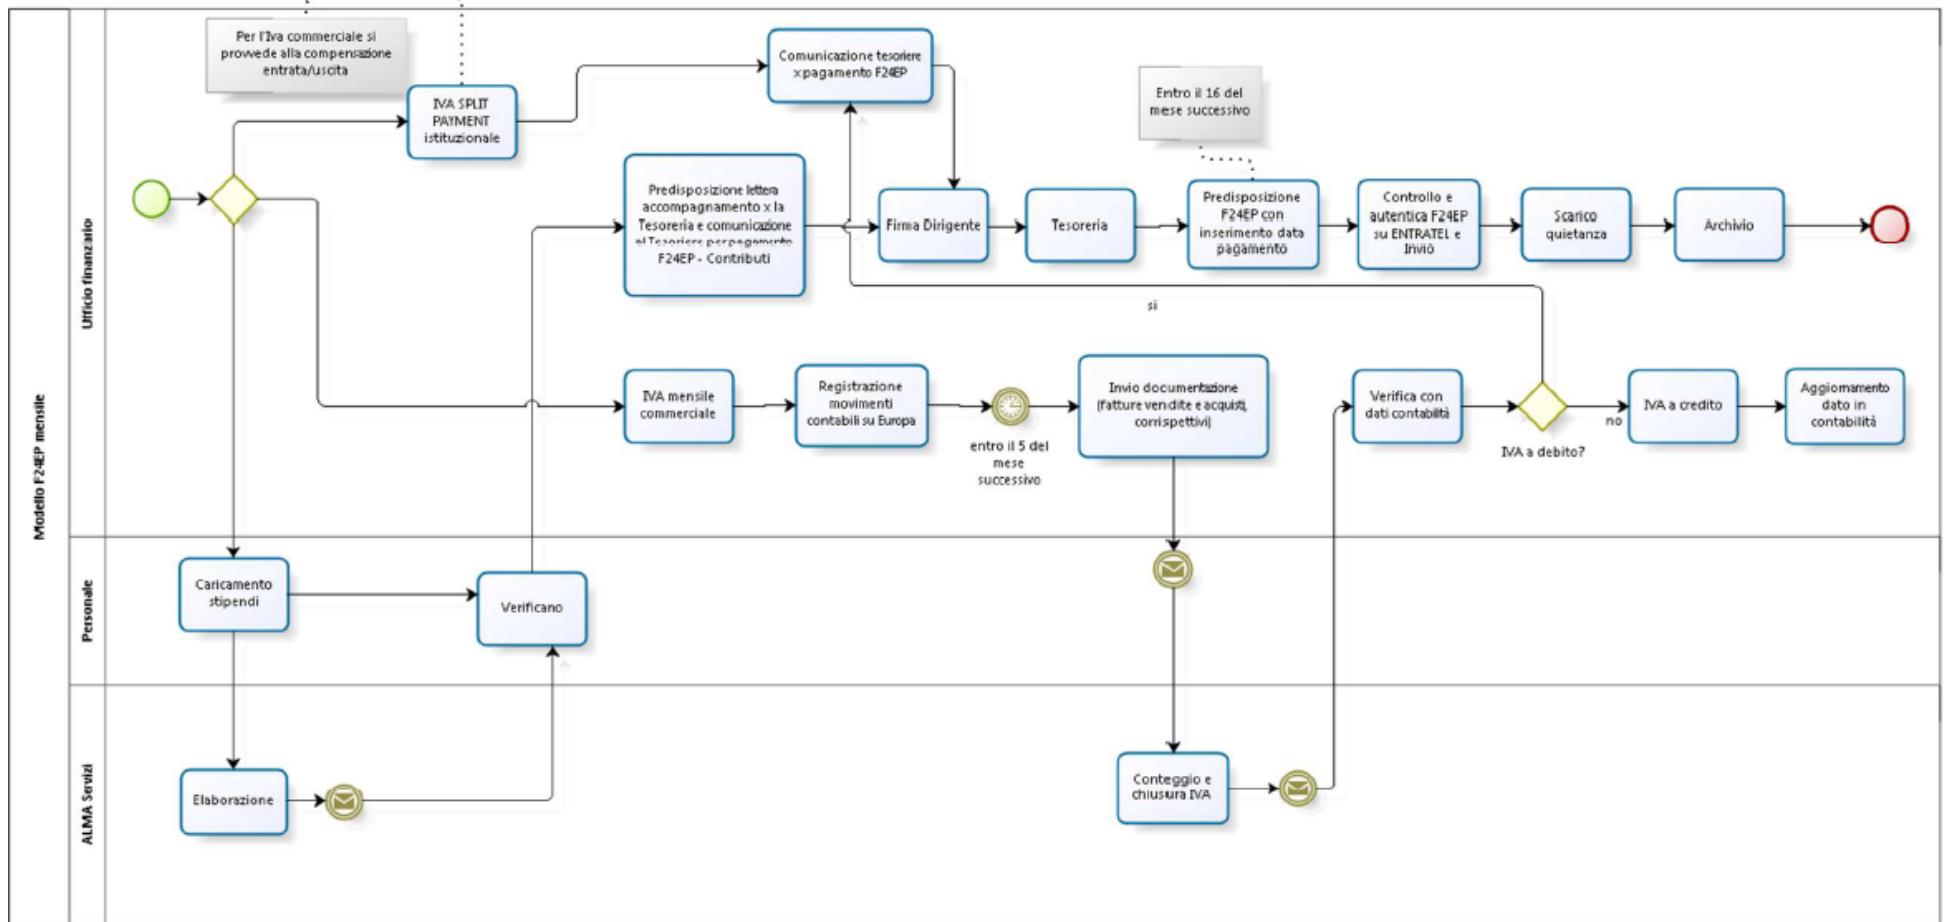 Modello F24EP mensile
Ufficio finanziario
Per l'Iva commerciale si
provvede alla compensazione
entrata/uscita
IVA SPLIT
PAYMENT
istituzionale
Comunicazione tesoriere
x pagamento F24EP
Entro il 16 del
mese successivo
Predisposizione lettera
accompagnamento x la
Tesoreria e comunicazione
al Tesoriere per pagamento
F24EP - Contributi
Firma Dirigente
Tesoreria
Predisposizione
F24EP con
inserimento data
pagamento
Controllo e
autentica F24EP
su ENTRATEL e
Invio
Scarico
quietanza
Archivio
si
IVA mensile
commerciale
Registrazione
movimenti
contabili su Europa
entro il 5 del
mese
successivo
Invio documentazione
(fatture vendite e acquisti,
corrispettivi)
Verifica con
dati contabilità
IVA a debito?
no
IVA a credito
Aggiornamento
dato in
contabilità
Personale
Caricamento
stipendi
Verificano
ALMA Servizi
Elaborazione
Conteggio e
chiusura IVA